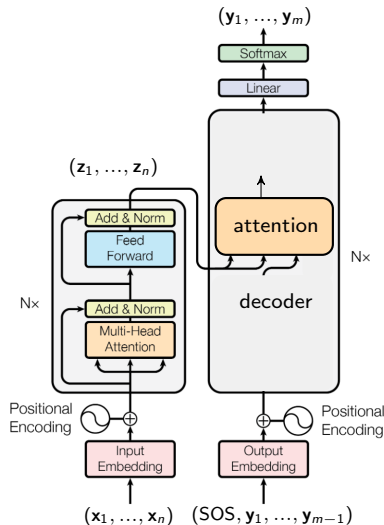 (y₁, ..., yₘ)
Softmax
Linear
(z₁, ..., zₙ)
Add & Norm
Feed
Forward
attention
N×
N×
decoder
Add & Norm
Multi-Head
Attention
Positional
Encoding
Positional
Encoding
Input
Embedding
Output
Embedding
(x₁, ..., xₙ)
(SOS, y₁, ..., yₘ₋₁)